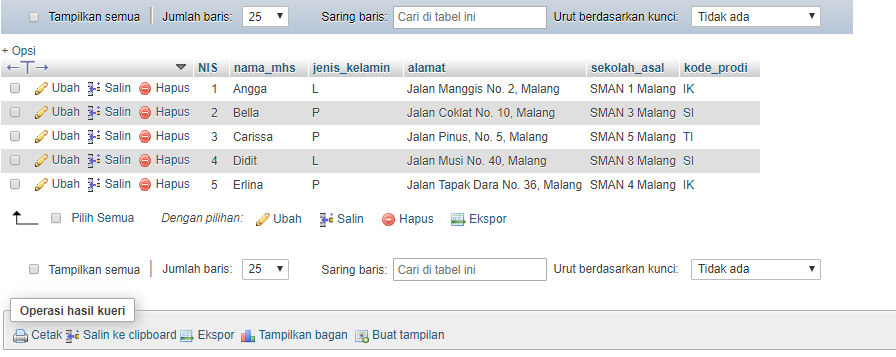 Tampilkan semua Jumlah baris: 25 Saring baris: Cari di tabel ini Urut berdasarkan kunci: Tidak ada
+ Opsi
←T→ NIS nama_mhs jenis_kelamin alamat sekolah_asal kode_prodi
Ubah Salin Hapus 1 Angga L Jalan Manggis No. 2, Malang SMAN 1 Malang IK
Ubah Salin Hapus 2 Bella P Jalan Coklat No. 10, Malang SMAN 3 Malang SI
Ubah Salin Hapus 3 Carissa P Jalan Pinus, No. 5, Malang SMAN 5 Malang TI
Ubah Salin Hapus 4 Didit L Jalan Musi No. 40, Malang SMAN 8 Malang SI
Ubah Salin Hapus 5 Erlina P Jalan Tapak Dara No. 36, Malang SMAN 4 Malang IK
Pilih Semua Dengan pilihan: Ubah Salin Hapus Ekspor
Tampilkan semua Jumlah baris: 25 Saring baris: Cari di tabel ini Urut berdasarkan kunci: Tidak ada
Operasi hasil kueri
Cetak Salin ke clipboard Ekspor Tampilkan bagan Buat tampilan